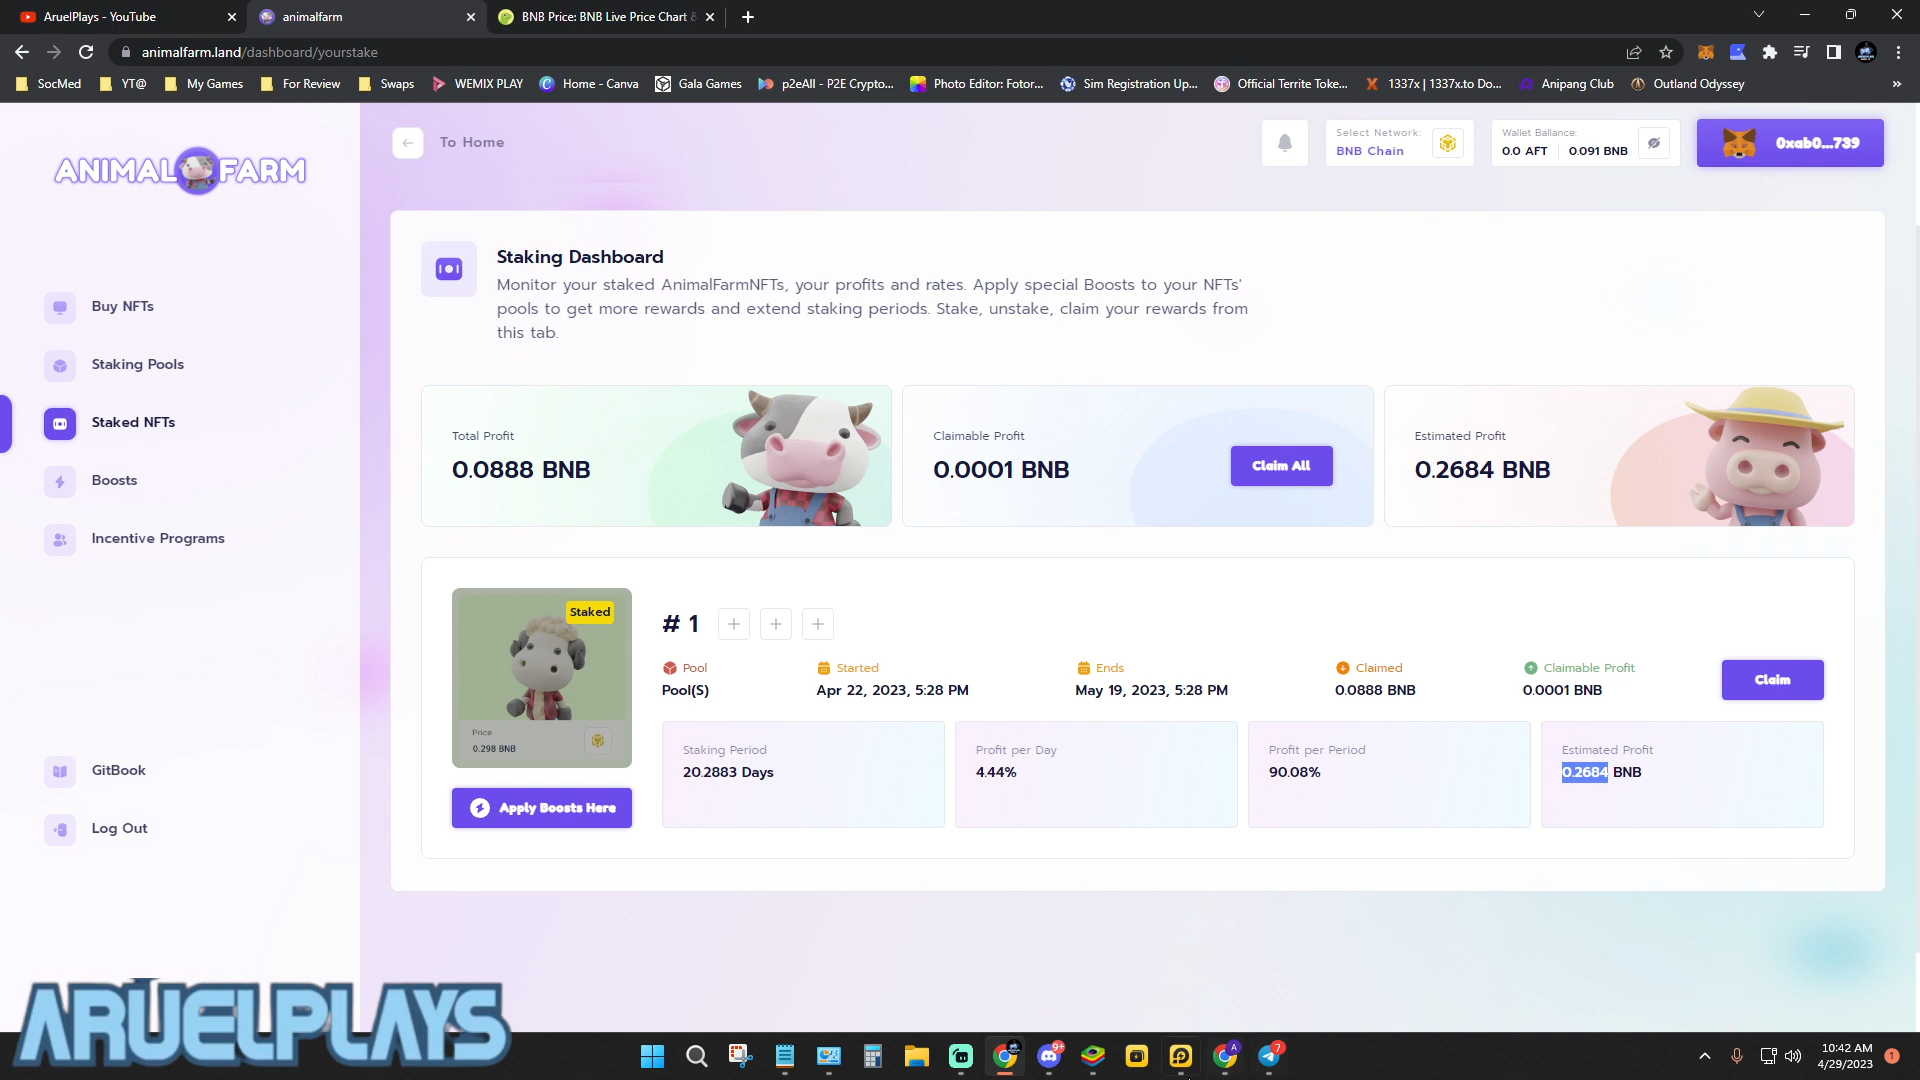 AruelPlays - YouTube
animalfarm
BNB Price: BNB Live Price Chart &
animalfarm.land/dashboard/yourstake
SocMed
YT@
My Games
For Review
Swaps
WEMIX PLAY
Home - Canva
Gala Games
p2eAll - P2E Crypto...
Photo Editor: Fotor...
Sim Registration Up...
Official Territe Toke...
1337x | 1337x.to Do...
Anipang Club
Outland Odyssey
»
ANIMAL FARM
To Home
Select Network:
BNB Chain
Wallet Ballance:
0.0 AFT
0.091 BNB
0xab0...739
Buy NFTs
Staking Pools
Staked NFTs
Boosts
Incentive Programs
GitBook
Log Out
Staking Dashboard
Monitor your staked AnimalFarmNFTs, your profits and rates. Apply special Boosts to your NFTs'
pools to get more rewards and extend staking periods. Stake, unstake, claim your rewards from
this tab.
Total Profit
0.0888 BNB
Claimable Profit
0.0001 BNB
Claim All
Estimated Profit
0.2684 BNB
Staked
Price
0.298 BNB
Apply Boosts Here
# 1
Pool
Pool(S)
Started
Apr 22, 2023, 5:28 PM
Ends
May 19, 2023, 5:28 PM
Claimed
0.0888 BNB
Claimable Profit
0.0001 BNB
Claim
Staking Period
20.2883 Days
Profit per Day
4.44%
Profit per Period
90.08%
Estimated Profit
0.2684 BNB
ARUELPLAYS
9+
A
7
10:42 AM
4/29/2023
1